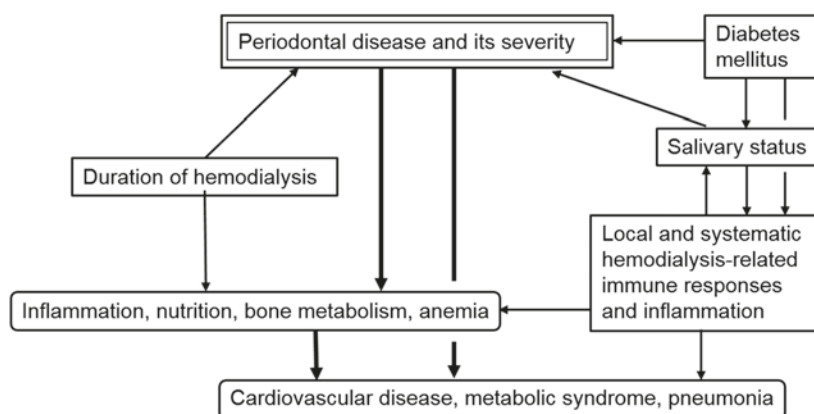 Periodontal disease and its severity
Diabetes
mellitus
Salivary status
Duration of hemodialysis
Local and systematic
hemodialysis-related
immune responses
and inflammation
Inflammation, nutrition, bone metabolism, anemia
Cardiovascular disease, metabolic syndrome, pneumonia